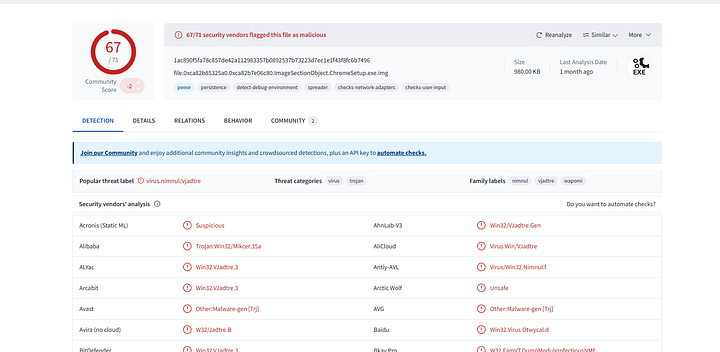 67
/ 71
Community
Score
-2
67/71 security vendors flagged this file as malicious
Reanalyze
Similar
More
1ac890f5fa78c857de42a112983357b0892537b73223d7ec1e1f43f8fc6b7496
file.0xca82b85325a0.0xca82b7e06c80.ImageSectionObject.ChromeSetup.exe.img
Size
980.00 KB
Last Analysis Date
1 month ago
EXE
peexe persistence detect-debug-environment spreader checks-network-adapters checks-user-input
DETECTION DETAILS RELATIONS BEHAVIOR COMMUNITY 2
Join our Community and enjoy additional community insights and crowdsourced detections, plus an API key to automate checks.
Popular threat label virus.nimnul/vjadtre Threat categories virus trojan Family labels nimnul vjadtre wapomi
Security vendors' analysis Do you want to automate checks?
Acronis (Static ML) Suspicious AhnLab-V3 Win32/VJadtre.Gen
Alibaba Trojan:Win32/Mikcer.35a AliCloud Virus:Win/VJadtre
ALYac Win32.VJadtre.3 Antiy-AVL Virus/Win32.Nimnul.f
Arcabit Win32.VJadtre.3 Arctic Wolf Unsafe
Avast Other:Malware-gen [Trj] AVG Other:Malware-gen [Trj]
Avira (no cloud) W32/Jadtre.B Baidu Win32.Virus.Otwycal.d
BitDefender Win32.VJadtre.3 Bkav Pro W32.FamVT.DumpModuleInfectiousNME